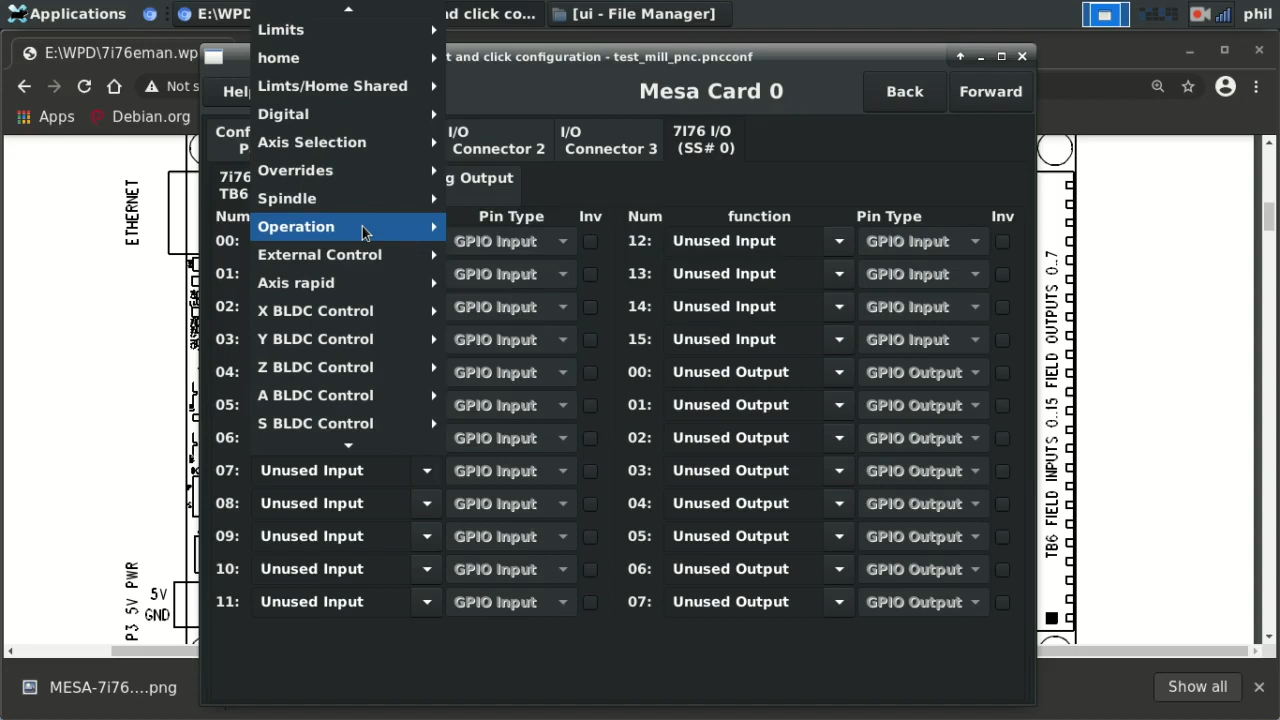 Applications
E:\WPD
nd click co...
[ui - File Manager]
phil
E:\WPD\7i76eman.wp
t and click configuration - test_mill_pnc.pncconf
Not s
Help
Mesa Card 0
Back
Forward
Apps
Debian.org
Limits
home
Limts/Home Shared
Digital
Axis Selection
Overrides
Spindle
Operation
External Control
Axis rapid
X BLDC Control
Y BLDC Control
Z BLDC Control
A BLDC Control
S BLDC Control
I/O
Connector 2
I/O
Connector 3
7I76 I/O
(SS# 0)
7i76
TB6
g Output
Num
Pin Type
Inv
Num
function
Pin Type
Inv
00:
GPIO Input
12:
Unused Input
GPIO Input
01:
GPIO Input
13:
Unused Input
GPIO Input
02:
GPIO Input
14:
Unused Input
GPIO Input
03:
GPIO Input
15:
Unused Input
GPIO Input
04:
GPIO Input
00:
Unused Output
GPIO Output
05:
GPIO Input
01:
Unused Output
GPIO Output
06:
GPIO Input
02:
Unused Output
GPIO Output
07:
Unused Input
GPIO Input
03:
Unused Output
GPIO Output
08:
Unused Input
GPIO Input
04:
Unused Output
GPIO Output
09:
Unused Input
GPIO Input
05:
Unused Output
GPIO Output
10:
Unused Input
GPIO Input
06:
Unused Output
GPIO Output
11:
Unused Input
GPIO Input
07:
Unused Output
GPIO Output
ETHERNET
P3 5V PWR
5V
GND
TB6 FIELD INPUTS 0..15 FIELD OUTPUTS 0..7
MESA-7i76....png
Show all